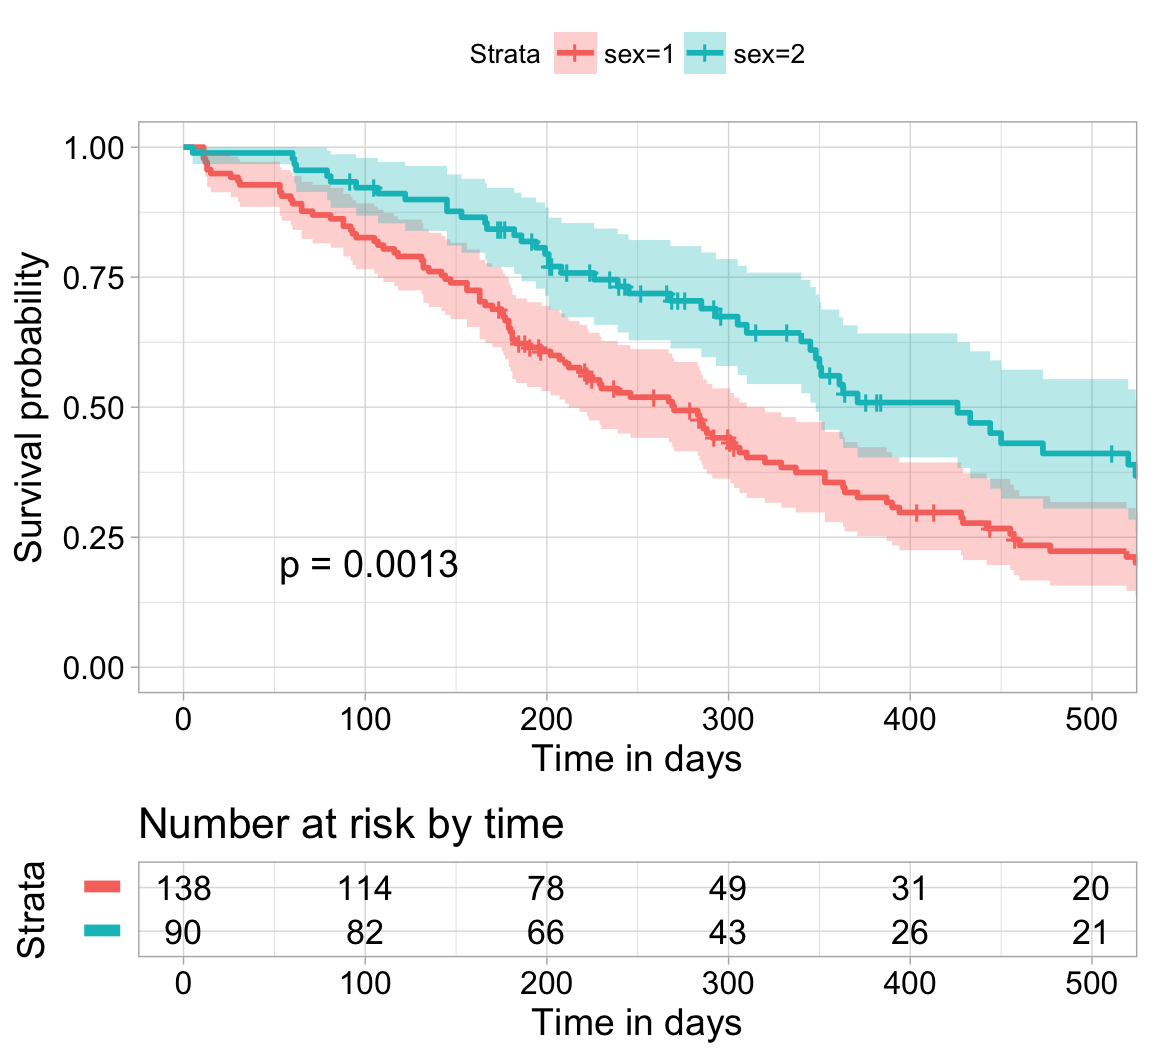 Strata sex=1 sex=2
Survival probability
1.00
0.75
0.50
0.25
0.00
p = 0.0013
0 100 200 300 400 500
Time in days
Number at risk by time
Strata
138 114 78 49 31 20
90 82 66 43 26 21
0 100 200 300 400 500
Time in days